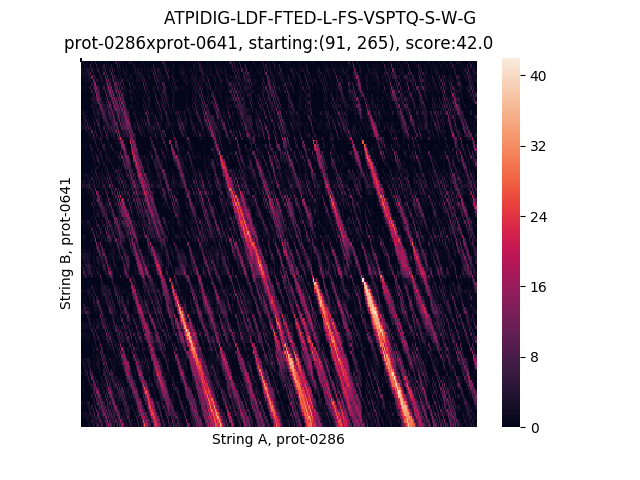 ATPIDIG-LDF-FTED-L-FS-VSPTQ-S-W-G
prot-0286xprot-0641, starting:(91, 265), score:42.0
String B, prot-0641
String A, prot-0286
40
32
24
16
8
0